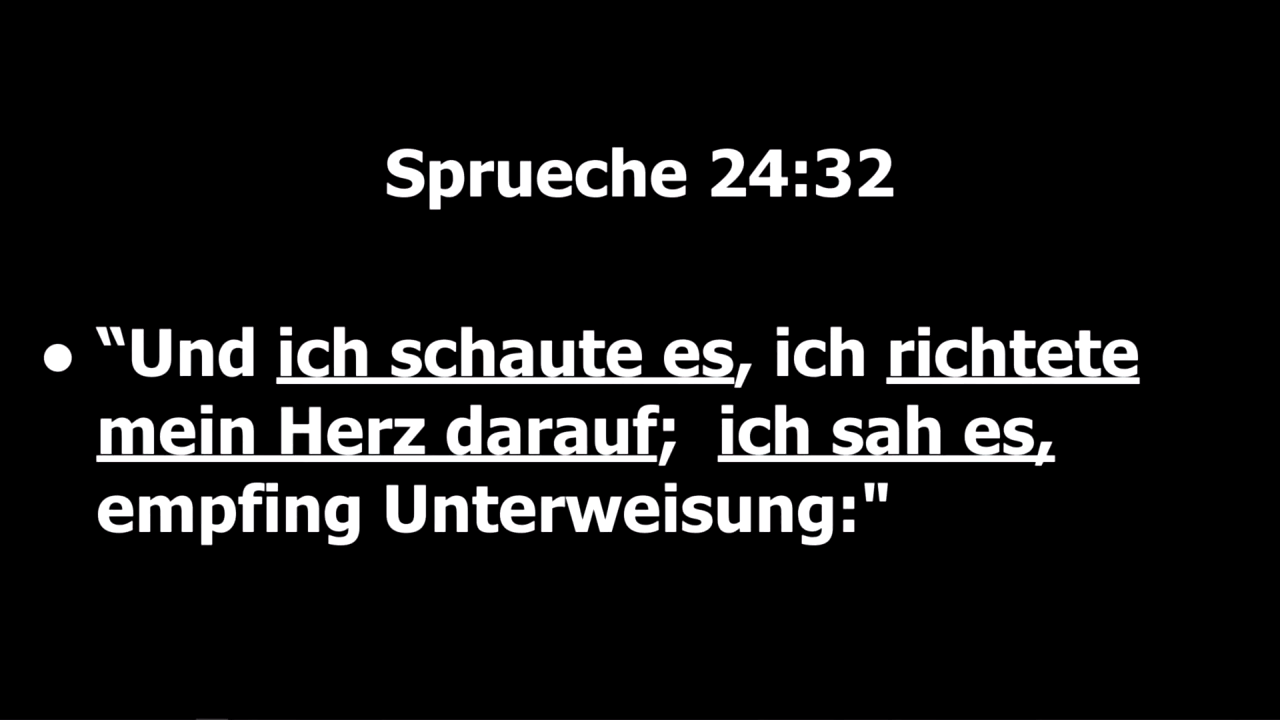 Sprueche 24:32
● “Und ich schaute es, ich richtete
mein Herz darauf;  ich sah es,
empfing Unterweisung:"